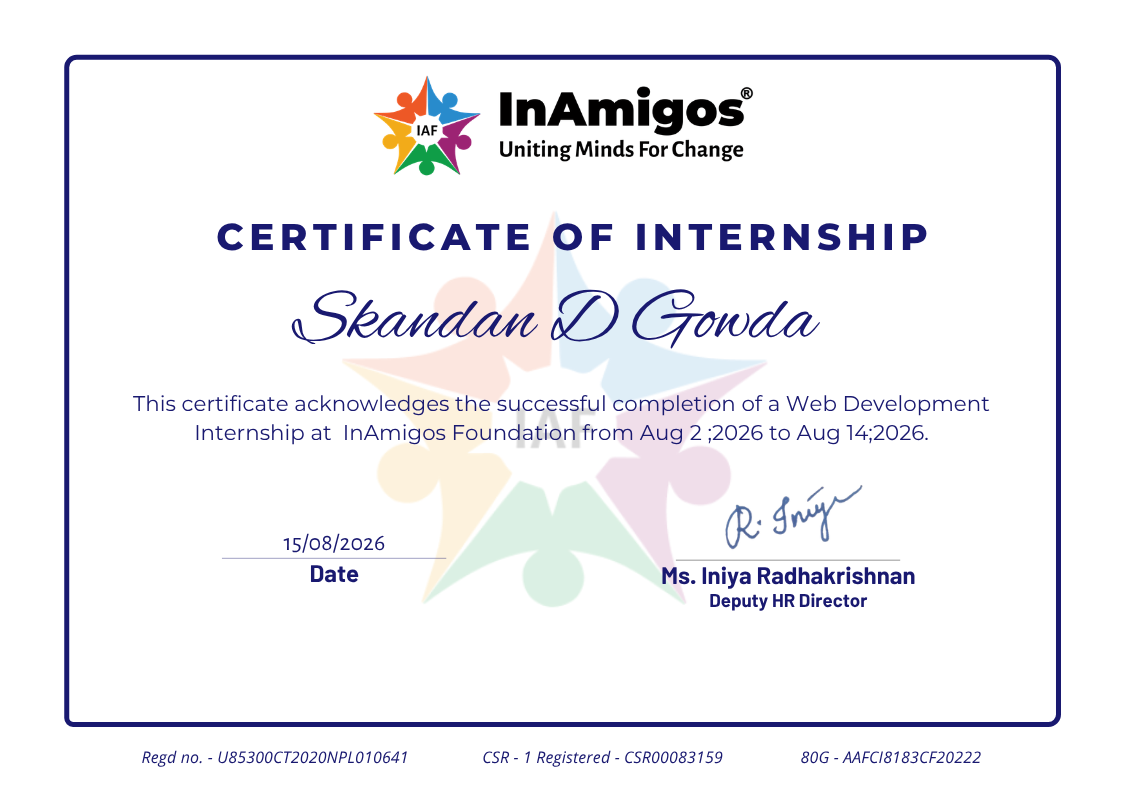 IAF
InAmigos®
Uniting Minds For Change
CERTIFICATE OF INTERNSHIP
Skandan D Gowda
IAF
This certificate acknowledges the successful completion of a Web Development
Internship at  InAmigos Foundation from Aug 2 ;2026 to Aug 14;2026.
R. Iniya
15/08/2026
Date
Ms. Iniya Radhakrishnan
Deputy HR Director
Regd no. - U85300CT2020NPL010641
CSR - 1 Registered - CSR00083159
80G - AAFCI8183CF20222